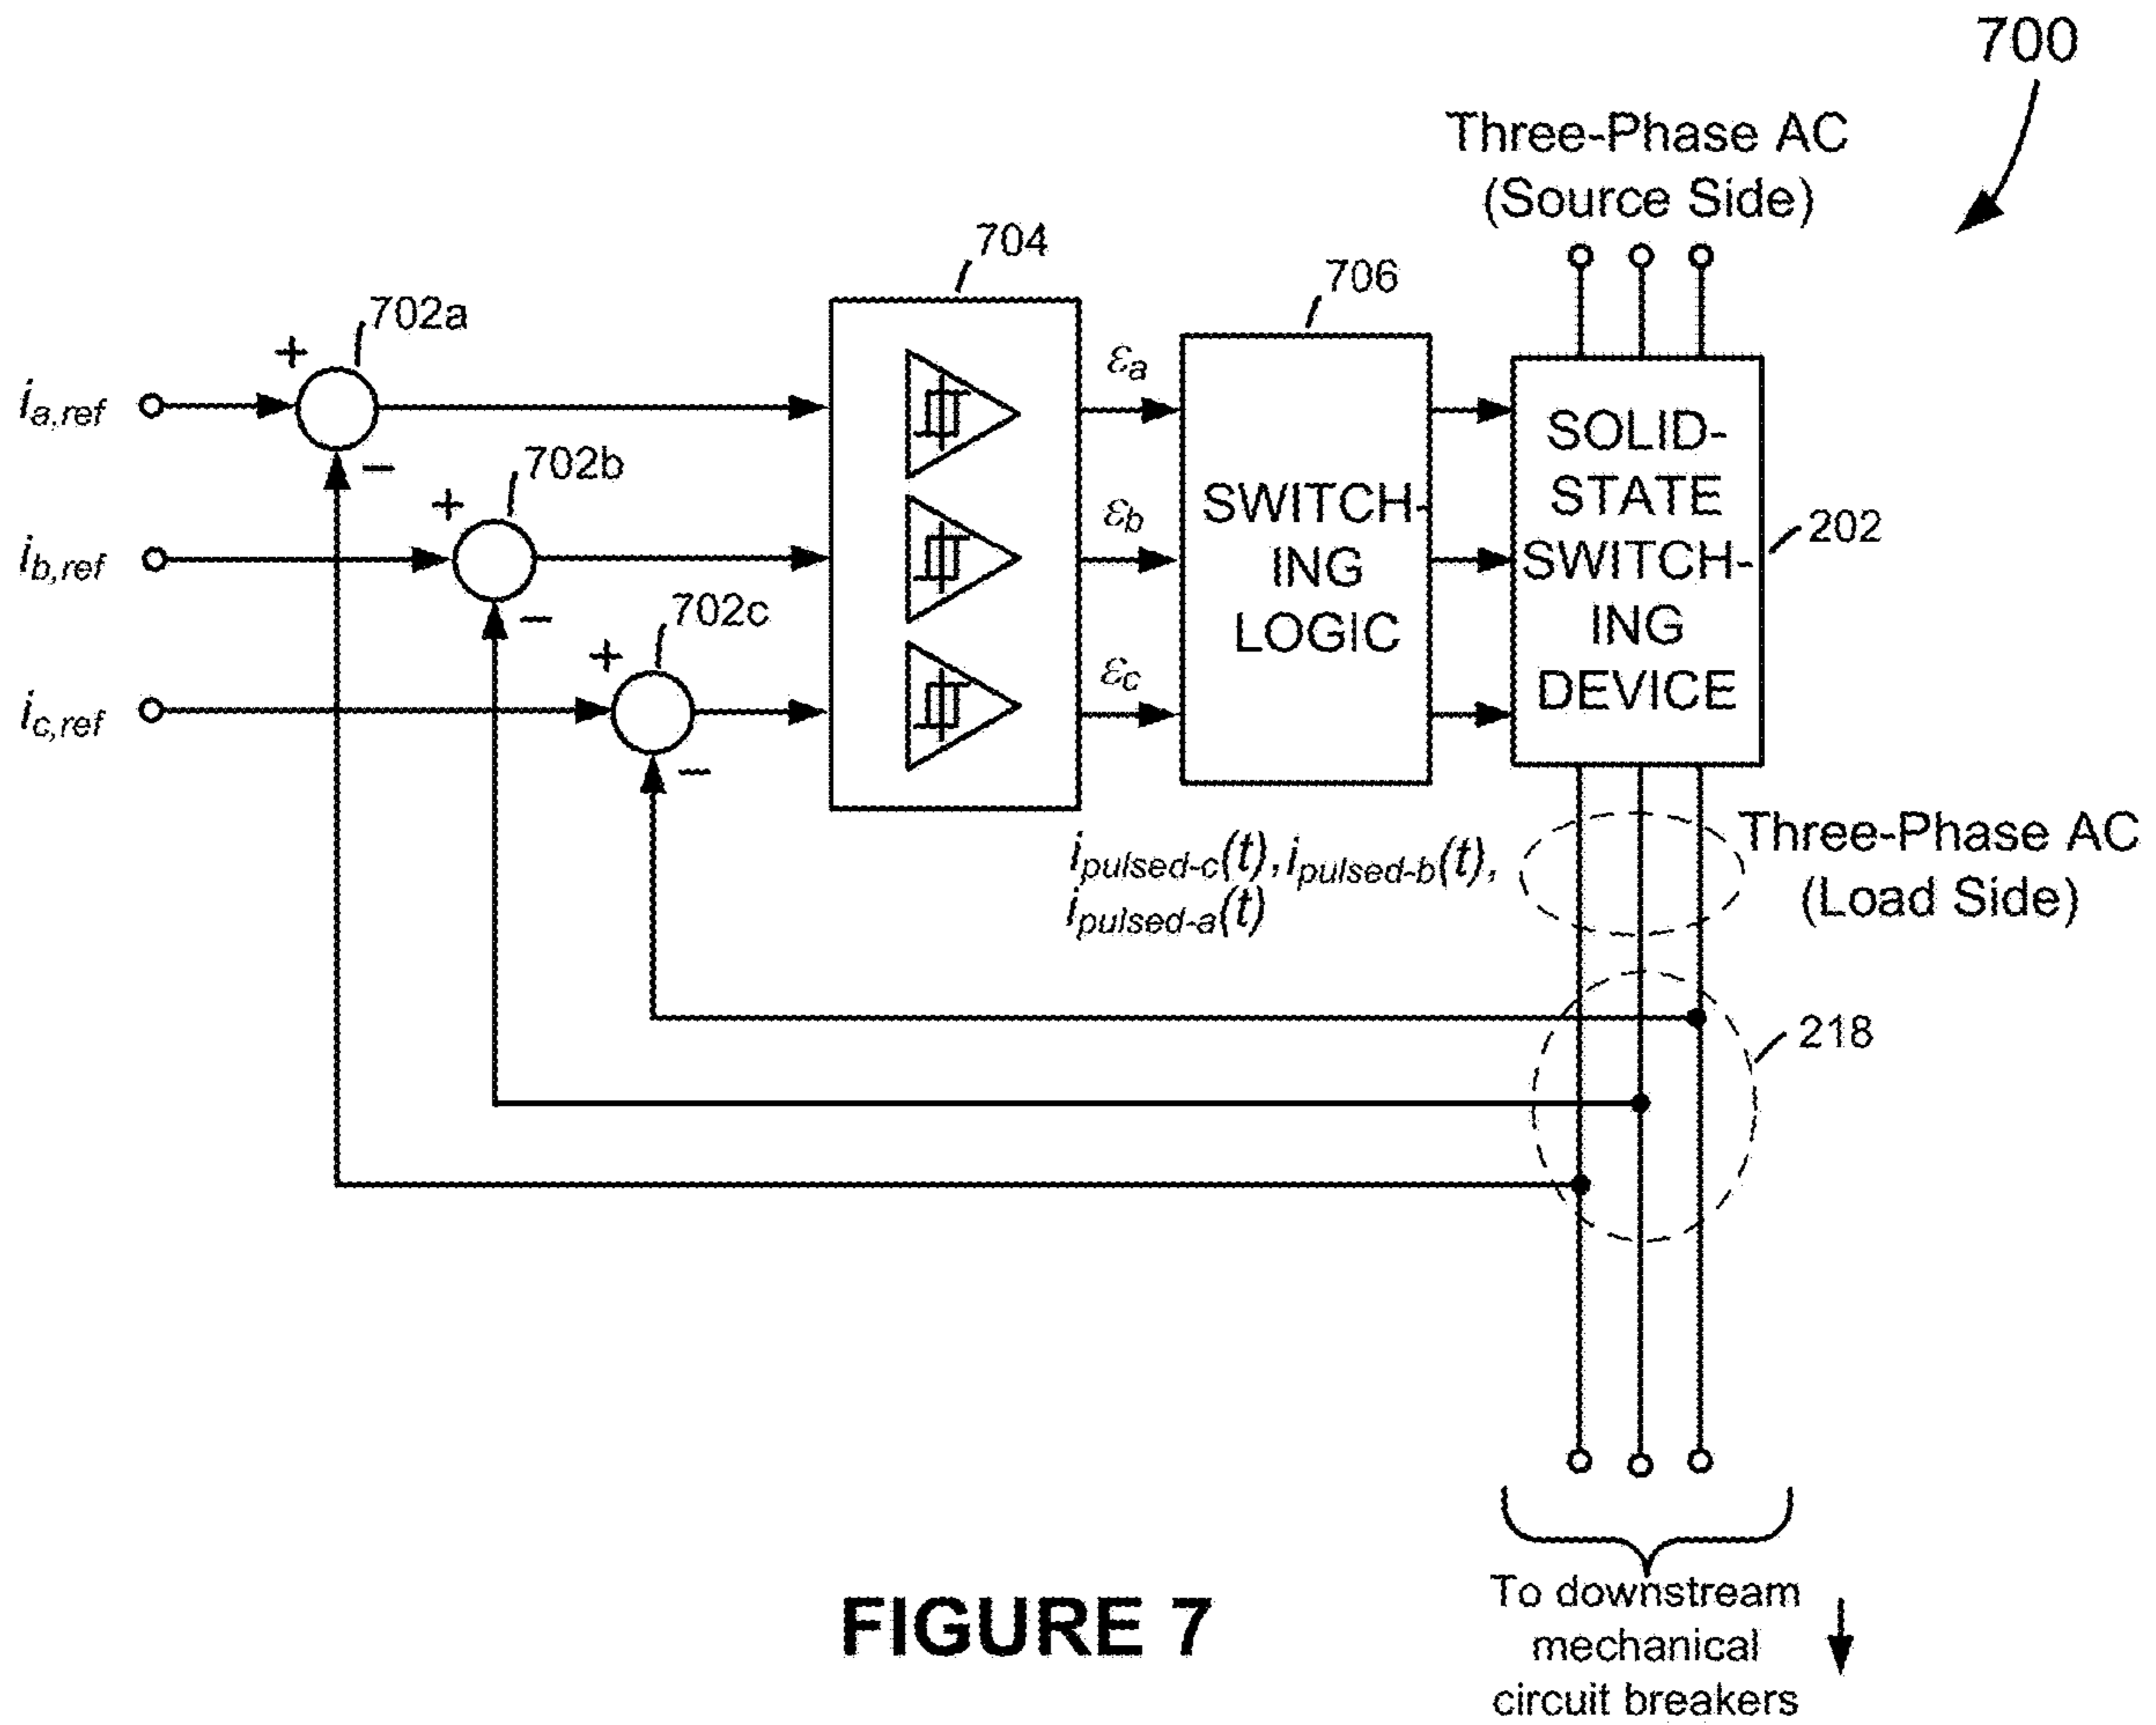 700
Three-Phase AC
(Source Side)
704
706
702a
+
i_a,ref
−
702b
+
i_b,ref
−
702c
+
i_c,ref
−
ε_a
ε_b
ε_c
SWITCH-
ING
LOGIC
SOLID-
STATE
SWITCH-
ING
DEVICE
202
i_pulsed-c(t), i_pulsed-b(t),
i_pulsed-a(t)
Three-Phase AC
(Load Side)
218
To downstream
mechanical
circuit breakers
FIGURE 7